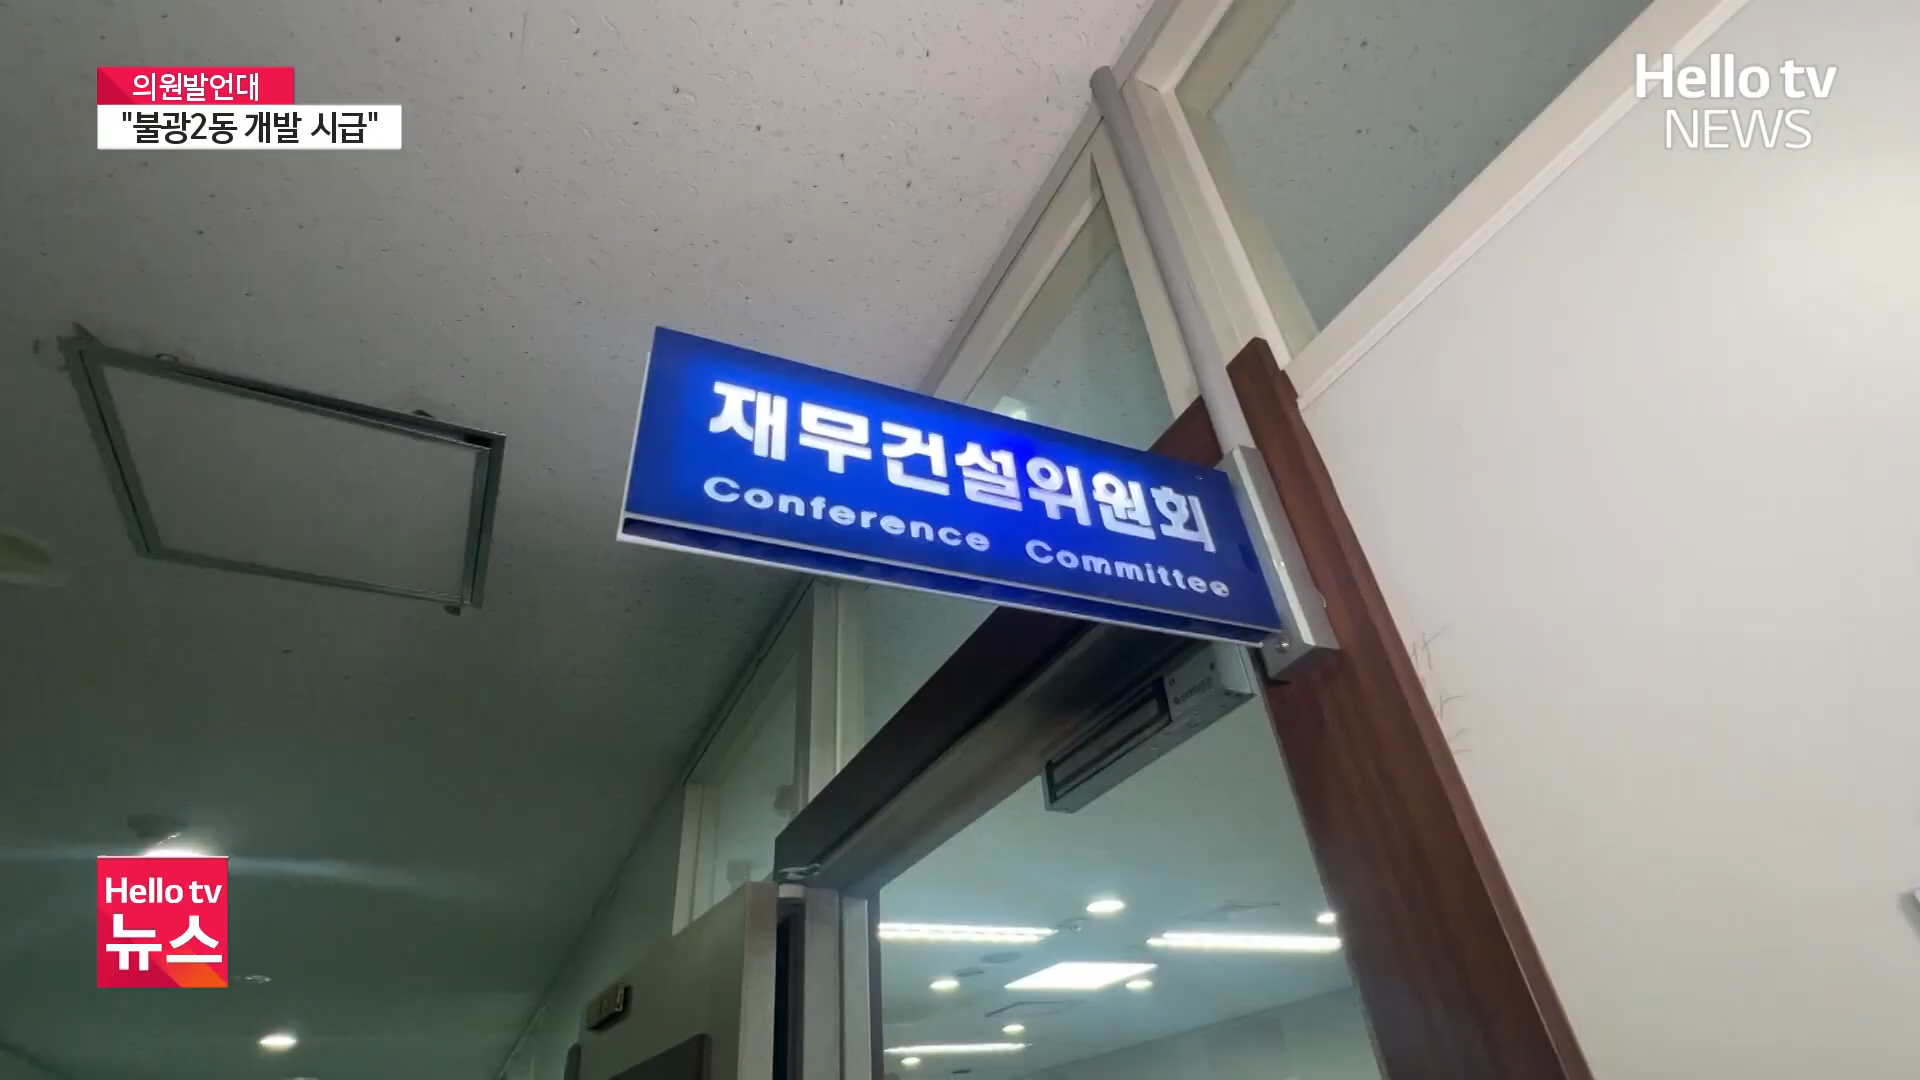 의원발언대
"불광2동 개발 시급"
Hello tv
NEWS
재무건설위원회
Conference Committee
Hello tv
뉴스